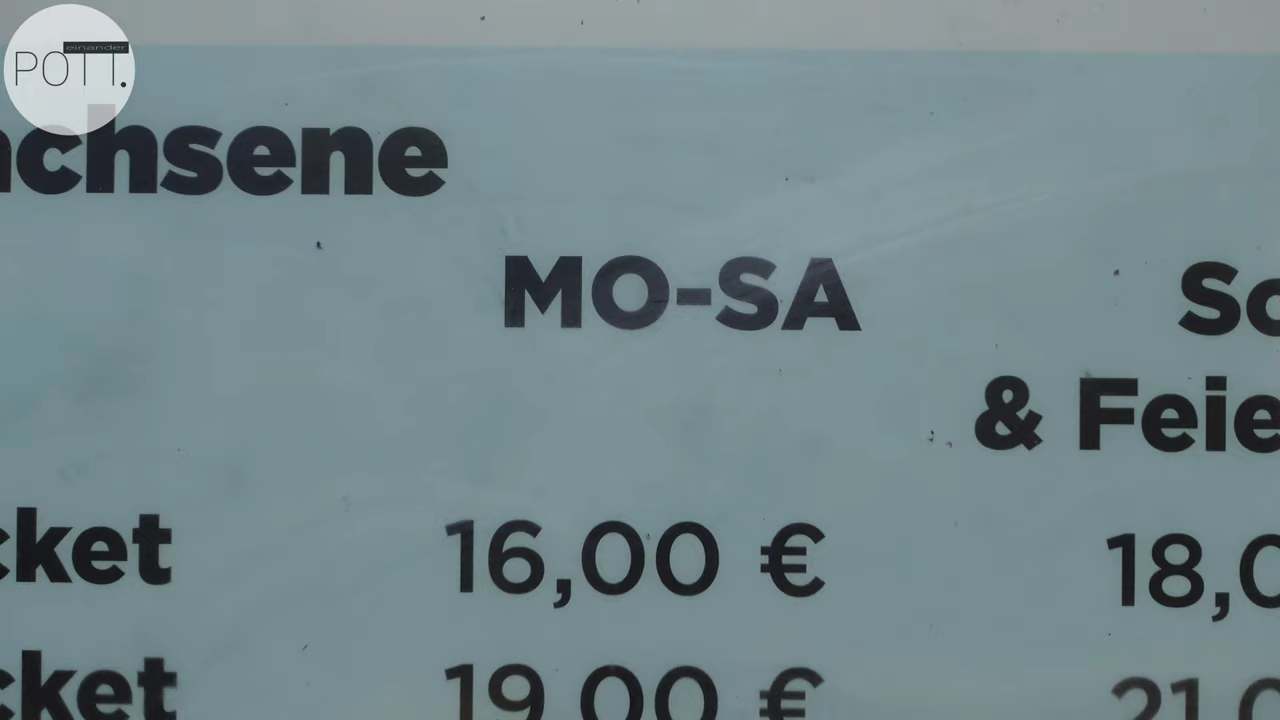 einander
POTT.
chsene
MO-SA
& Feie
cket 16,00 € 18,0
cket 19,00 € 21,0